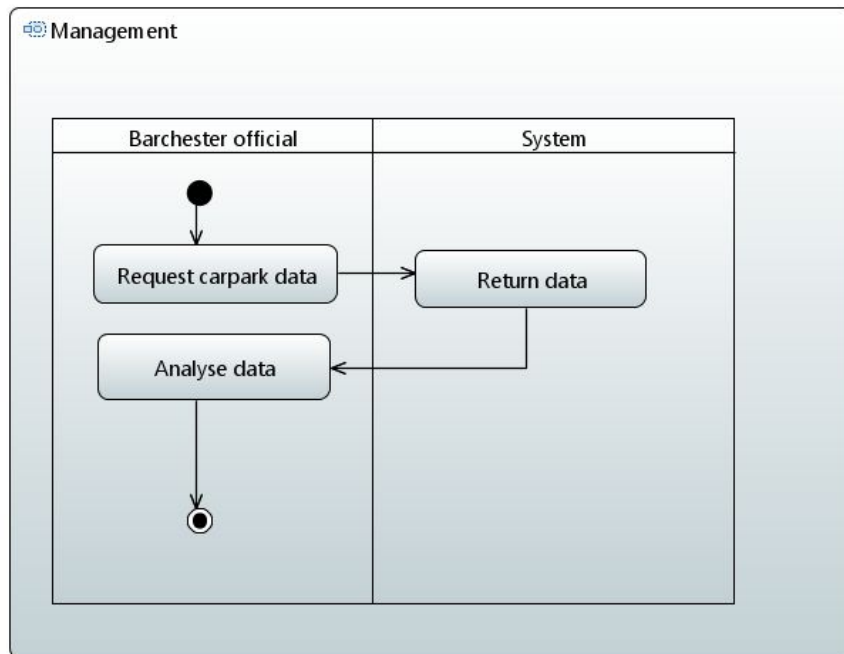 Management
Barchester official
System
Request carpark data
Return data
Analyse data